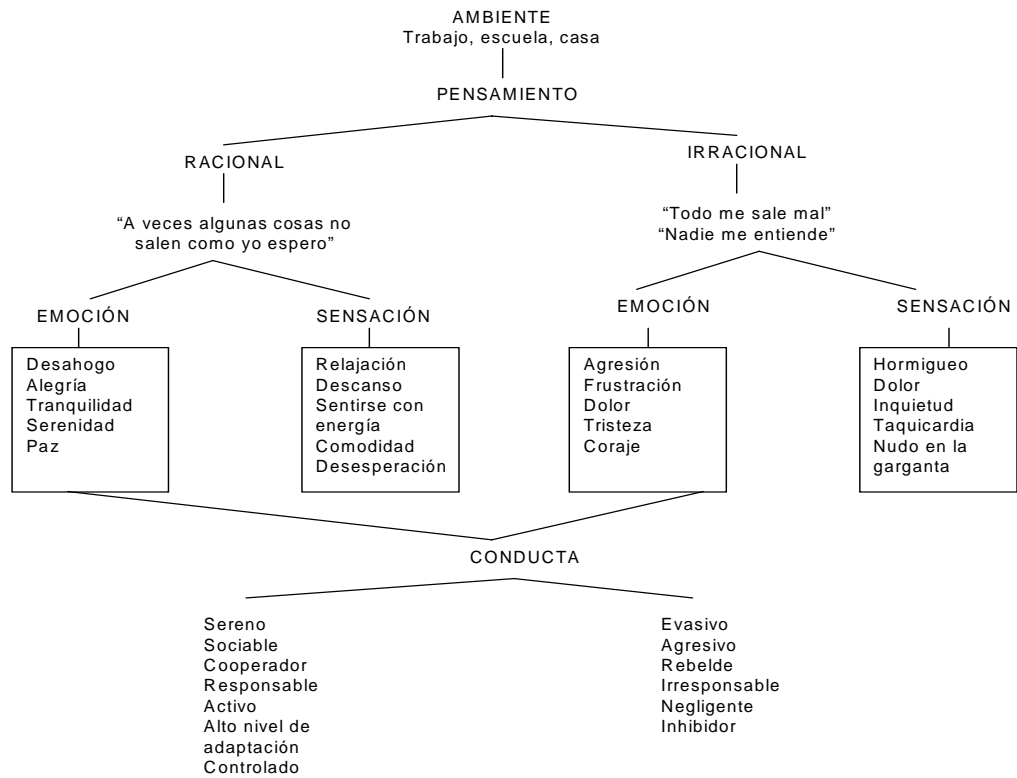 AMBIENTE
Trabajo, escuela, casa
PENSAMIENTO
RACIONAL
IRRACIONAL
“A veces algunas cosas no
salen como yo espero”
“Todo me sale mal”
“Nadie me entiende”
EMOCIÓN
SENSACIÓN
EMOCIÓN
SENSACIÓN
Desahogo
Alegría
Tranquilidad
Serenidad
Paz
Relajación
Descanso
Sentirse con
energía
Comodidad
Desesperación
Agresión
Frustración
Dolor
Tristeza
Coraje
Hormigueo
Dolor
Inquietud
Taquicardia
Nudo en la
garganta
CONDUCTA
Sereno
Sociable
Cooperador
Responsable
Activo
Alto nivel de
adaptación
Controlado
Evasivo
Agresivo
Rebelde
Irresponsable
Negligente
Inhibidor